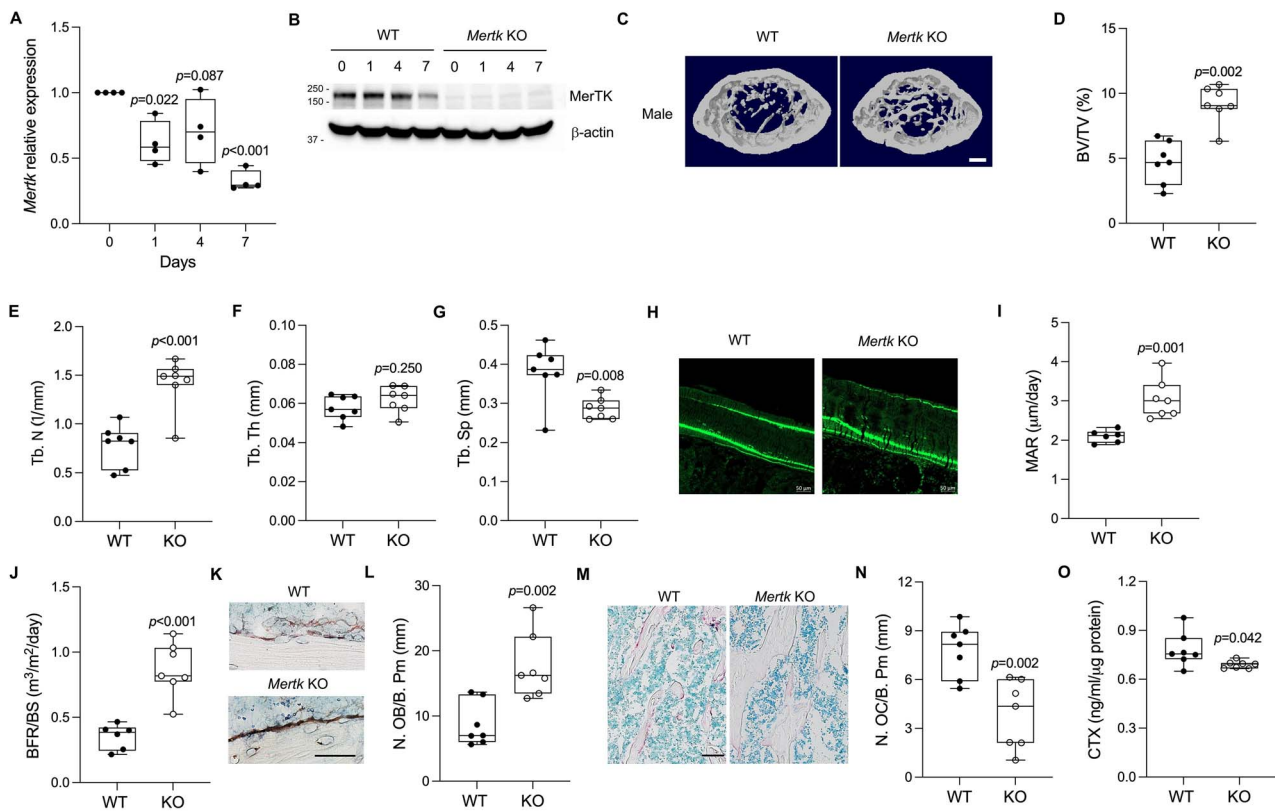 A
Mertk relative expression
1.5
1.0
0.5
0.0
p=0.022
p=0.087
p<0.001
0 1 4 7
Days
B
WT Mertk KO
0 1 4 7 0 1 4 7
250 -
150 -
MerTK
37 -
β-actin
C
WT Mertk KO
Male
D
BV/TV (%)
15
10
5
0
p=0.002
WT KO
E
Tb. N (1/mm)
2.0
1.5
1.0
0.5
0.0
p<0.001
WT KO
F
Tb. Th (mm)
0.10
0.08
0.06
0.04
0.02
0.00
p=0.250
WT KO
G
Tb. Sp (mm)
0.5
0.4
0.3
0.2
0.1
0.0
p=0.008
WT KO
H
WT Mertk KO
50 µm
50 µm
I
MAR (µm/day)
5
4
3
2
1
0
p=0.001
WT KO
J
BFR/BS (m³/m²/day)
1.5
1.0
0.5
0.0
p<0.001
WT KO
K
WT
Mertk KO
L
N. OB/B. Pm (mm)
30
20
10
0
p=0.002
WT KO
M
WT Mertk KO
N
N. OC/B. Pm (mm)
12
9
6
3
0
p=0.002
WT KO
O
CTX (ng/ml/µg protein)
1.2
0.9
0.6
0.3
0.0
p=0.042
WT KO